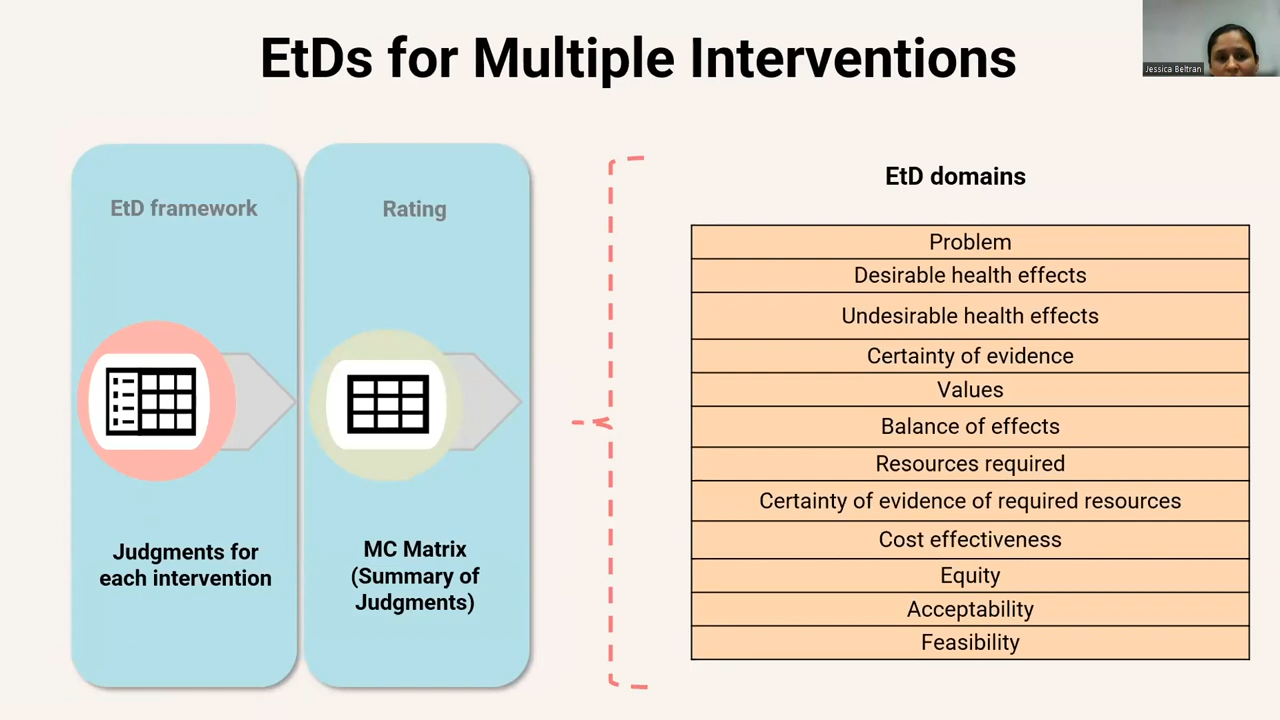 EtDs for Multiple Interventions
Jessica Beltran
EtD framework
Judgments for
each intervention
Rating
MC Matrix
(Summary of
Judgments)
EtD domains
Problem
Desirable health effects
Undesirable health effects
Certainty of evidence
Values
Balance of effects
Resources required
Certainty of evidence of required resources
Cost effectiveness
Equity
Acceptability
Feasibility